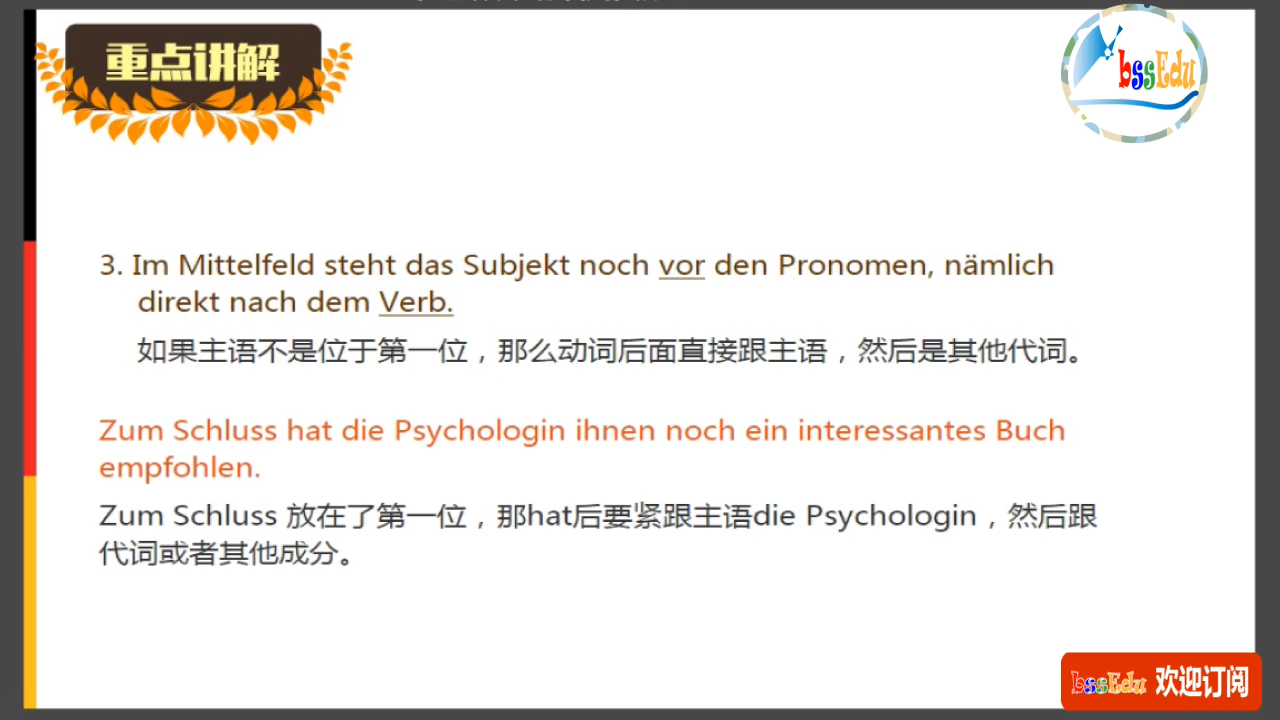 重点讲解
bssEdu
3. Im Mittelfeld steht das Subjekt noch vor den Pronomen, nämlich
direkt nach dem Verb.
如果主语不是位于第一位，那么动词后面直接跟主语，然后是其他代词。
Zum Schluss hat die Psychologin ihnen noch ein interessantes Buch
empfohlen.
Zum Schluss 放在了第一位，那hat后要紧跟主语die Psychologin，然后跟
代词或者其他成分。
bssEdu 欢迎订阅